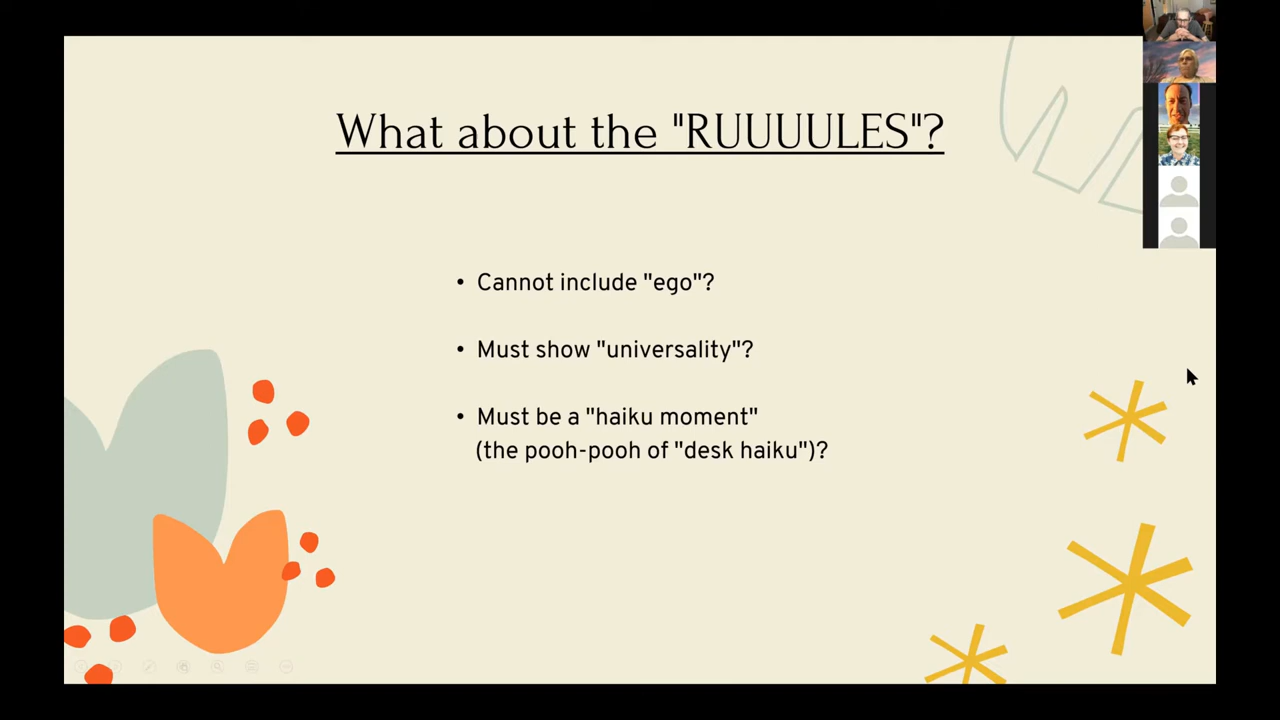 What about the "RUUUULES"?
• Cannot include "ego"?
• Must show "universality"?
• Must be a "haiku moment"
(the pooh-pooh of "desk haiku")?